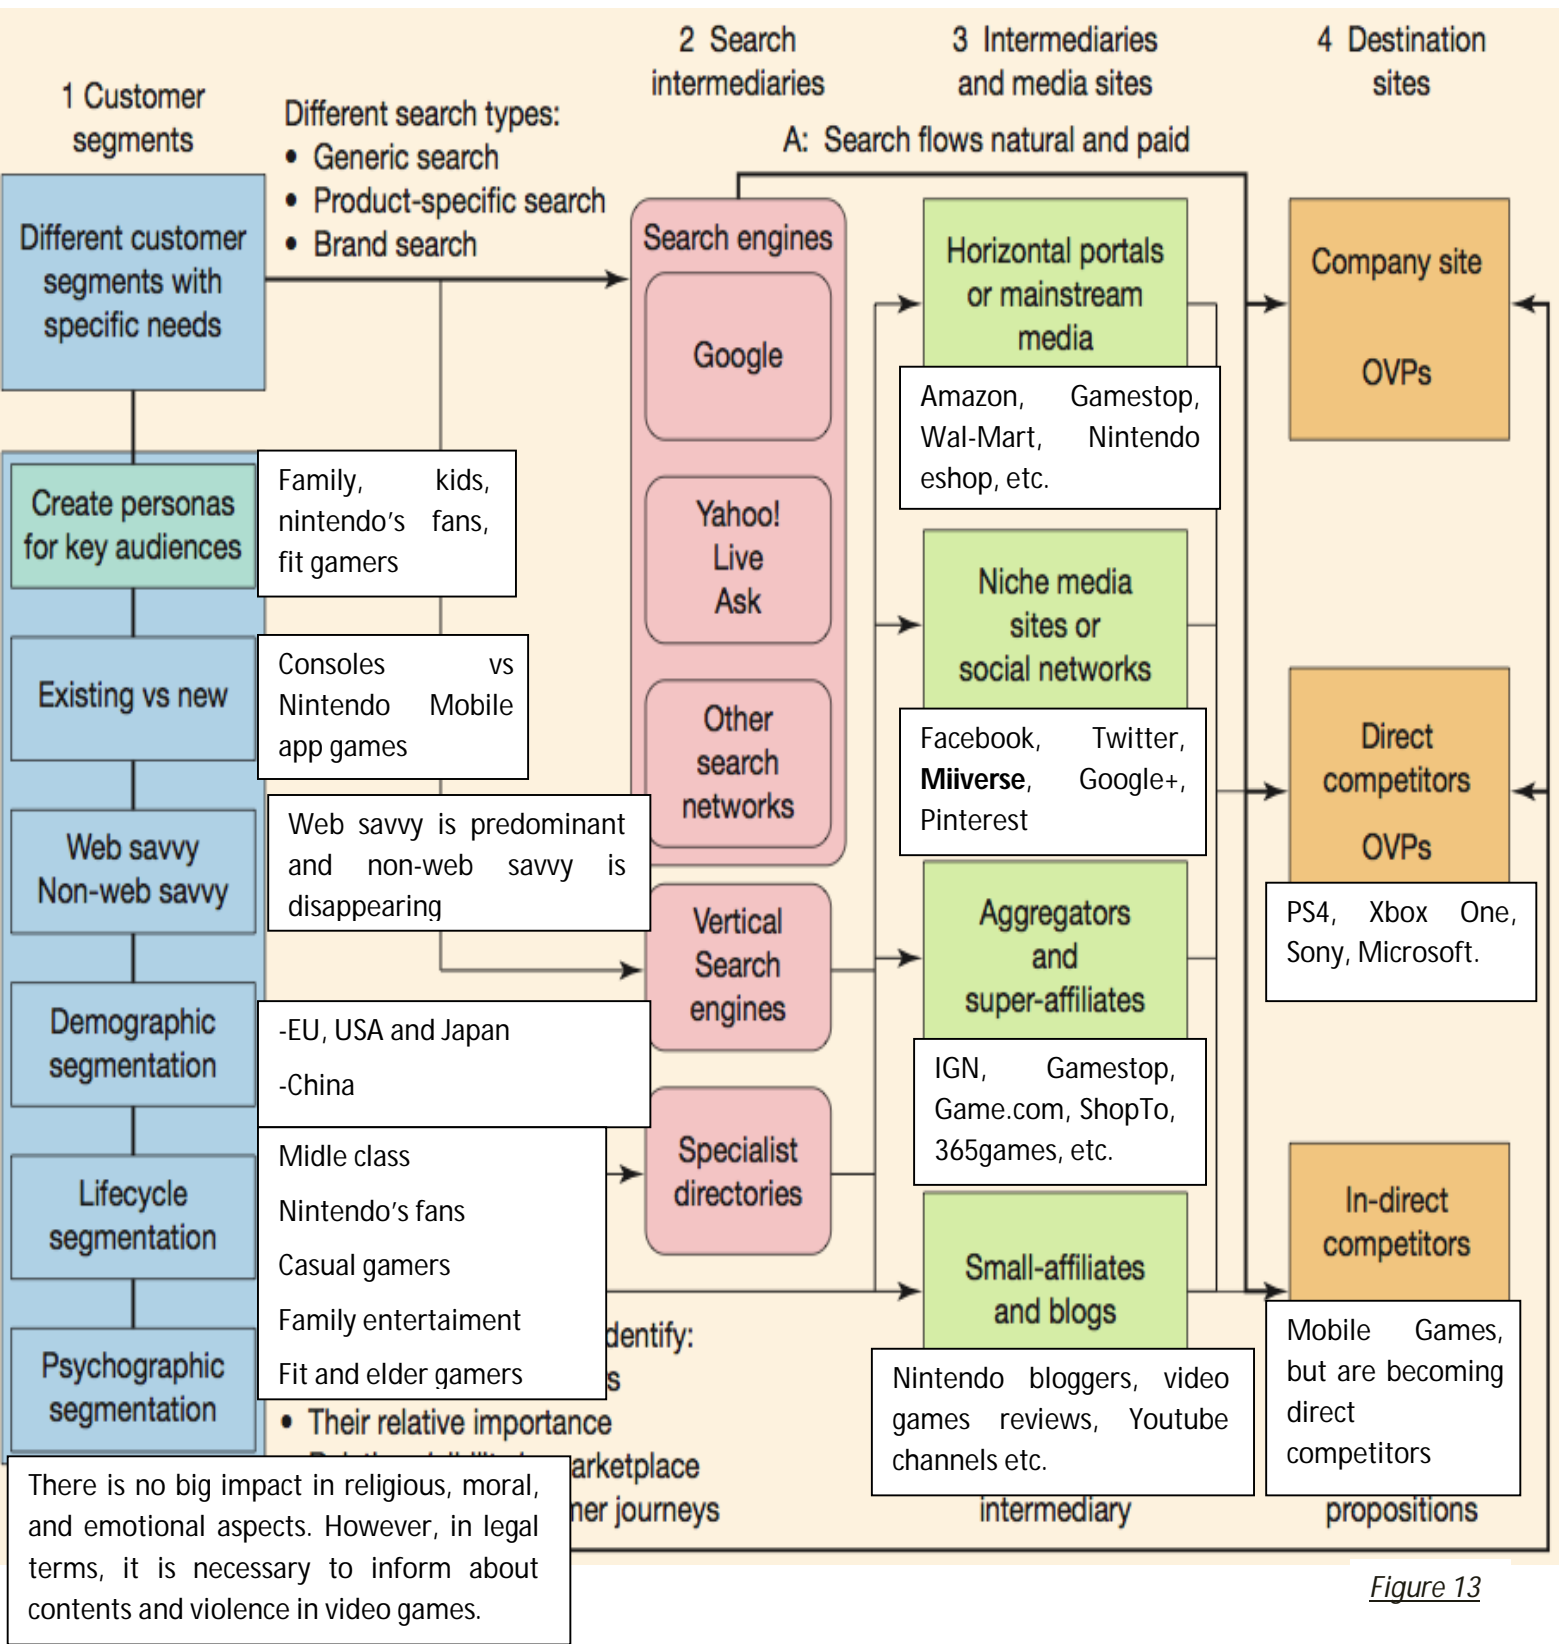 1 Customer
segments
Different search types:
• Generic search
• Product-specific search
• Brand search
2 Search
intermediaries
3 Intermediaries
and media sites
4 Destination
sites
A: Search flows natural and paid
Different customer
segments with
specific needs
Create personas
for key audiences
Family, kids,
nintendo’s fans,
fit gamers
Existing vs new
Consoles vs
Nintendo Mobile
app games
Web savvy
Non-web savvy
Web savvy is predominant
and non-web savvy is
disappearing
Demographic
segmentation
-EU, USA and Japan
-China
Lifecycle
segmentation
Midle class
Nintendo’s fans
Casual gamers
Family entertaiment
Fit and elder gamers
Psychographic
segmentation
dentify:
s
• Their relative importance
arketplace
ner journeys
There is no big impact in religious, moral,
and emotional aspects. However, in legal
terms, it is necessary to inform about
contents and violence in video games.
Search engines
Google
Yahoo!
Live
Ask
Other
search
networks
Vertical
Search
engines
Specialist
directories
Horizontal portals
or mainstream
media
Amazon, Gamestop,
Wal-Mart, Nintendo
eshop, etc.
Niche media
sites or
social networks
Facebook, Twitter,
Miiverse, Google+,
Pinterest
Aggregators
and
super-affiliates
IGN, Gamestop,
Game.com, ShopTo,
365games, etc.
Small-affiliates
and blogs
Nintendo bloggers, video
games reviews, Youtube
channels etc.
intermediary
Company site
OVPs
Direct
competitors
OVPs
PS4, Xbox One,
Sony, Microsoft.
In-direct
competitors
Mobile Games,
but are becoming
direct
competitors
propositions
Figure 13